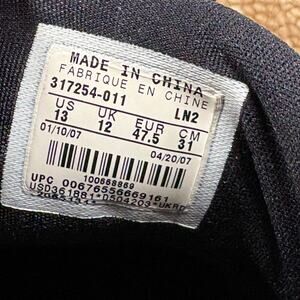 MADE IN CHINA
FABRIQUE EN CHINE
317254-011 LN2
US UK EUR CM
13 12 47.5 31
01/10/07 04/20/07
100668869
UPC 00676556669161